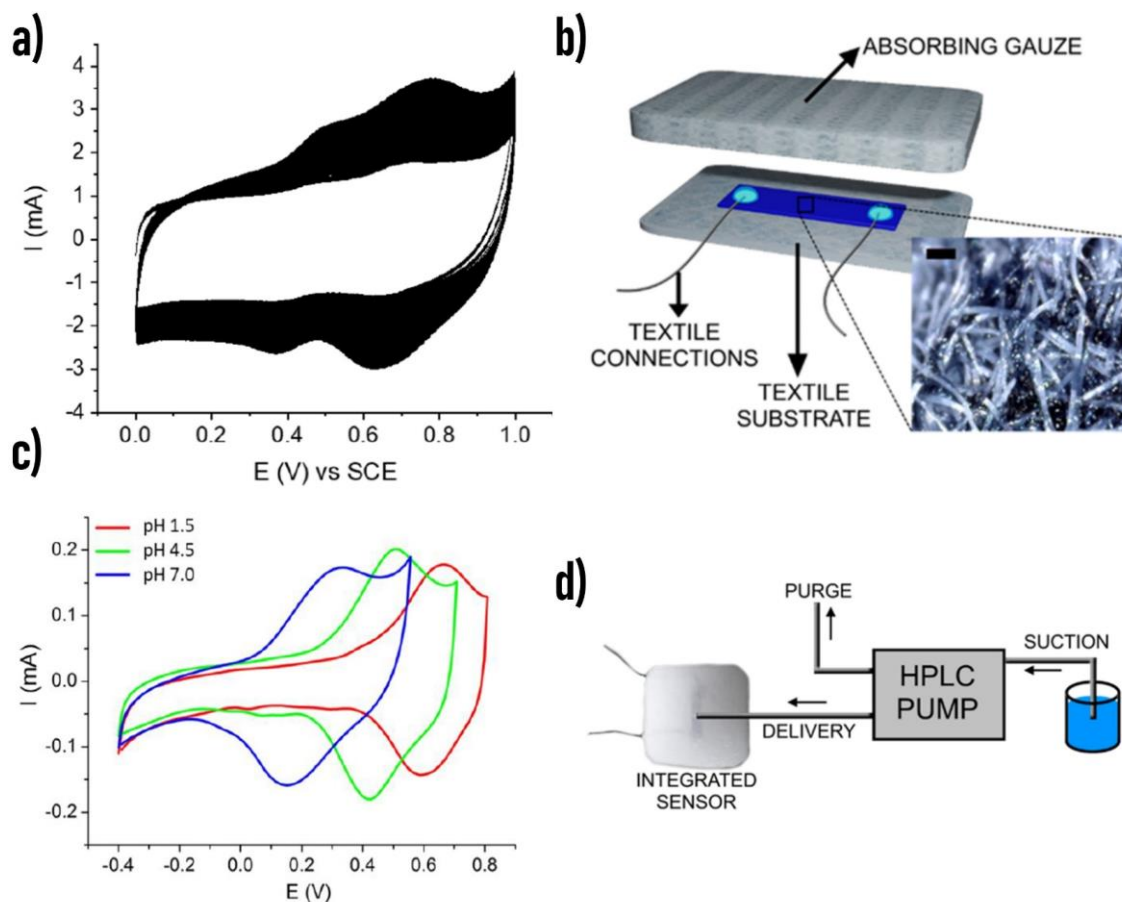 a)
4
3
2
1
0
-1
-2
-3
-4
I (mA)
0.0 0.2 0.4 0.6 0.8 1.0
E (V) vs SCE
b)
ABSORBING GAUZE
TEXTILE
CONNECTIONS
TEXTILE
SUBSTRATE
c)
pH 1.5
pH 4.5
pH 7.0
0.2
0.1
0.0
-0.1
-0.2
I (mA)
-0.4 -0.2 0.0 0.2 0.4 0.6 0.8
E (V)
d)
PURGE
SUCTION
HPLC
PUMP
DELIVERY
INTEGRATED
SENSOR